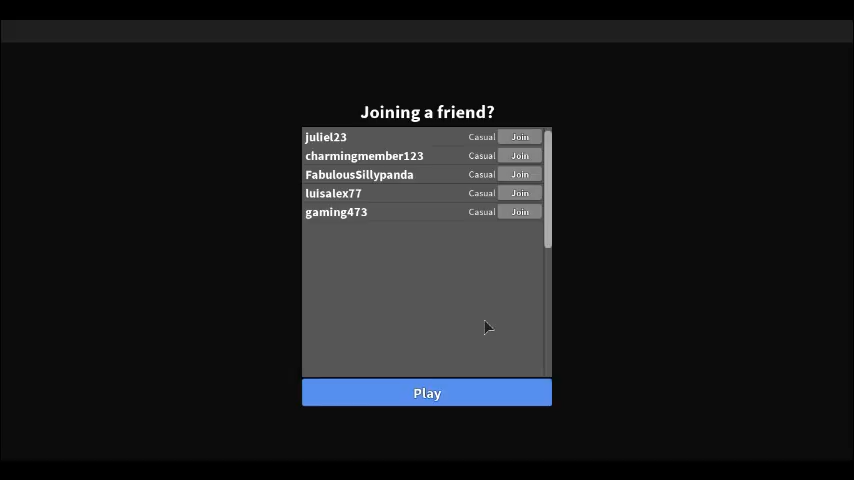 Joining a friend?
juliel23 Casual Join
charmingmember123 Casual Join
FabulousSillypanda Casual Join
luisalex77 Casual Join
gaming473 Casual Join
Play